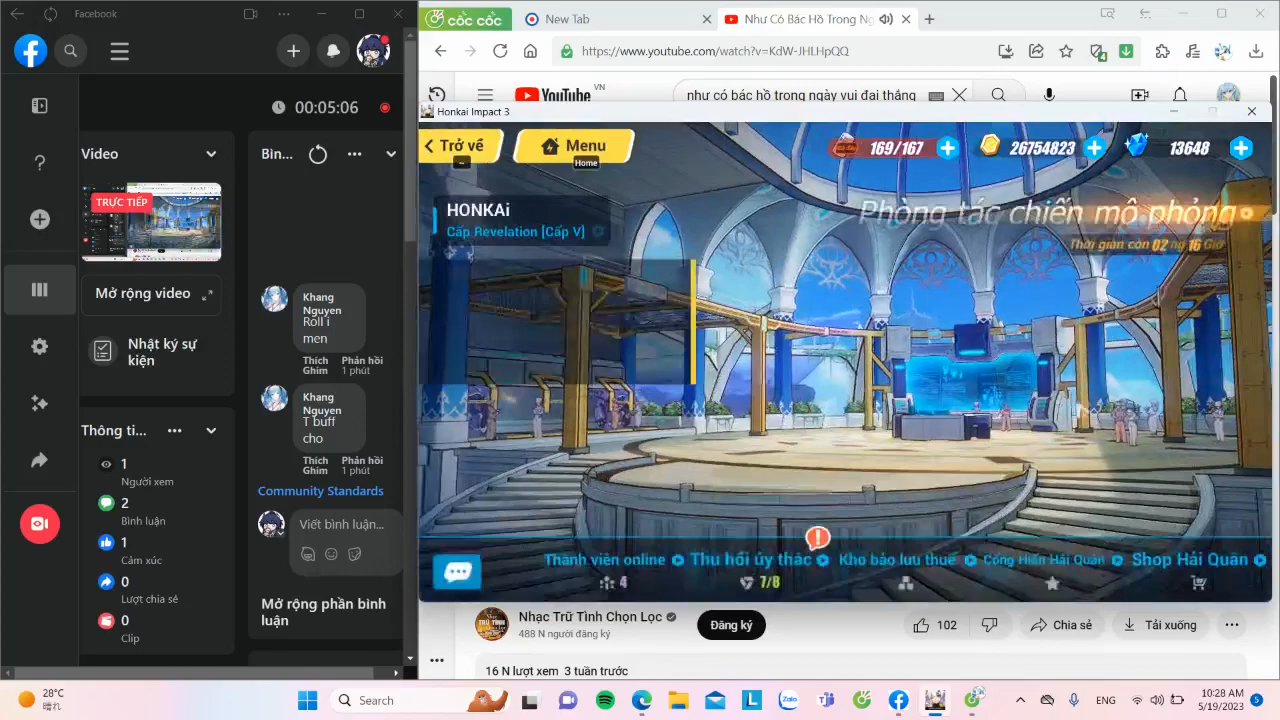 Facebook
00:05:06
Video
TRỰC TIẾP
Mở rộng video
Nhật ký sự
kiện
Thông ti...
1
Người xem
2
Bình luận
1
Cảm xúc
0
Lượt chia sẻ
0
Clip
Bìn...
Khang
Nguyen
Roll i
men
Thích
Phản hồi
Ghim
1 phút
Khang
Nguyen
T buff
cho
Thích
Phản hồi
Ghim
1 phút
Community Standards
Viết bình luận...
Mở rộng phần bình
luận
cốc cốc
New Tab
Như Có Bác Hồ Trong Ng
https://www.youtube.com/watch?v=KdW-JHLHpQQ
4
YouTube
VN
như có bác hồ trong ngày vui đại thắng
Honkai Impact 3
Trở về
Menu
Home
169/167
26754823
13648
HONKAi
Cấp Revelation [Cấp V]
Phòng tác chiến mô phỏng
Thời gian còn 02 ng 16 Giờ
Thành viên online
4
Thu hồi ủy thác
7/8
Kho bảo lưu thuê
Cống Hiến Hải Quân
Shop Hải Quân
Nhạc Trữ Tình Chọn Lọc
488 N người đăng ký
Đăng ký
102
Chia sẻ
Tải xuống
16 N lượt xem 3 tuần trước
28°C
晴れ
Search
Zalo
ENG
10:28 AM
5/19/2023
5